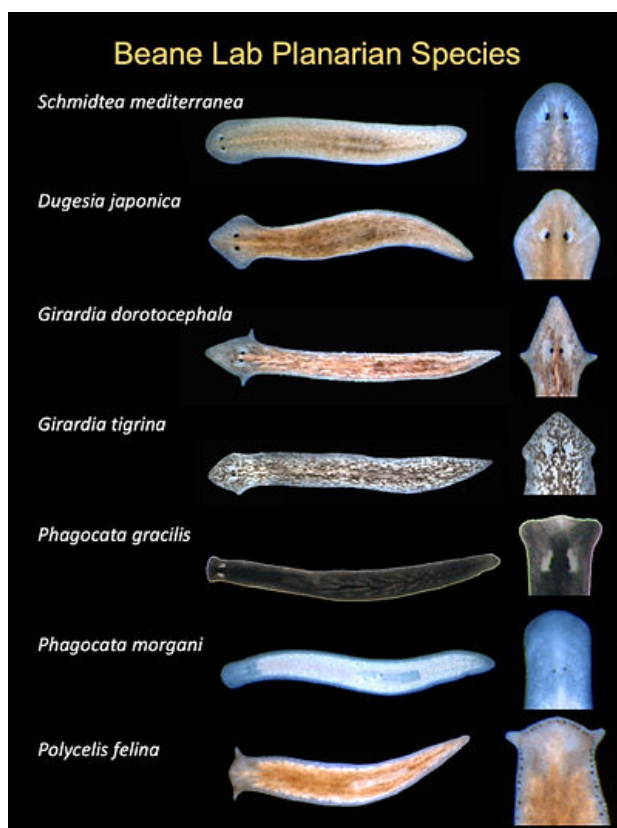 Beane Lab Planarian Species
Schmidtea mediterranea
Dugesia japonica
Girardia dorotocephala
Girardia tigrina
Phagocata gracilis
Phagocata morgani
Polycelis felina